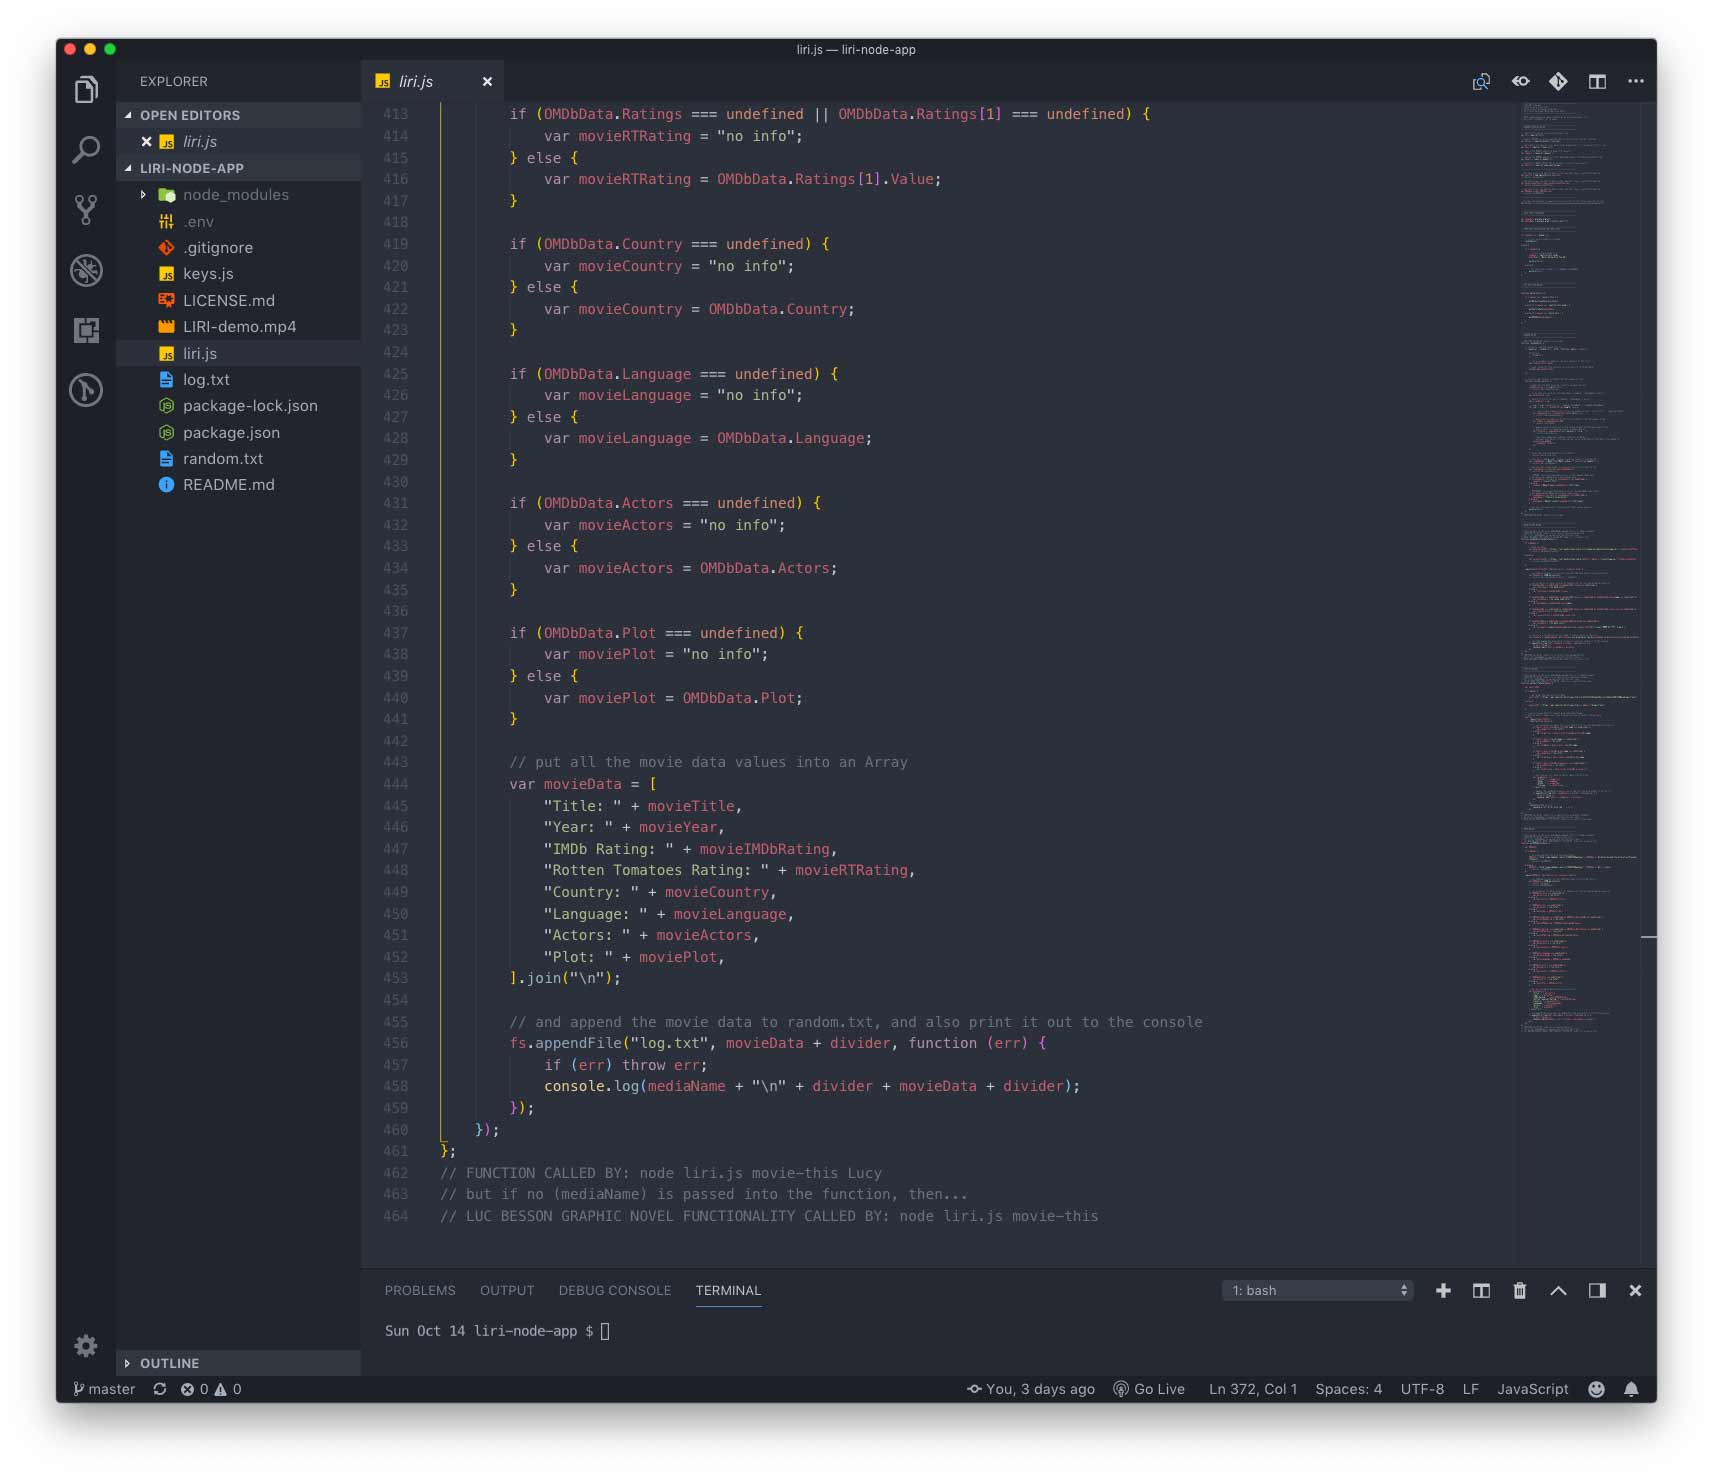 liri.js — liri-node-app
EXPLORER
OPEN EDITORS
liri.js
LIRI-NODE-APP
node_modules
.env
.gitignore
keys.js
LICENSE.md
LIRI-demo.mp4
liri.js
log.txt
package-lock.json
package.json
random.txt
README.md
OUTLINE
liri.js
413 if (OMDbData.Ratings === undefined || OMDbData.Ratings[1] === undefined) {
414 var movieRTRating = "no info";
415 } else {
416 var movieRTRating = OMDbData.Ratings[1].Value;
417 }
418
419 if (OMDbData.Country === undefined) {
420 var movieCountry = "no info";
421 } else {
422 var movieCountry = OMDbData.Country;
423 }
424
425 if (OMDbData.Language === undefined) {
426 var movieLanguage = "no info";
427 } else {
428 var movieLanguage = OMDbData.Language;
429 }
430
431 if (OMDbData.Actors === undefined) {
432 var movieActors = "no info";
433 } else {
434 var movieActors = OMDbData.Actors;
435 }
436
437 if (OMDbData.Plot === undefined) {
438 var moviePlot = "no info";
439 } else {
440 var moviePlot = OMDbData.Plot;
441 }
442
443 // put all the movie data values into an Array
444 var movieData = [
445 "Title: " + movieTitle,
446 "Year: " + movieYear,
447 "IMDb Rating: " + movieIMDbRating,
448 "Rotten Tomatoes Rating: " + movieRTRating,
449 "Country: " + movieCountry,
450 "Language: " + movieLanguage,
451 "Actors: " + movieActors,
452 "Plot: " + moviePlot,
453 ].join("\n");
454
455 // and append the movie data to random.txt, and also print it out to the console
456 fs.appendFile("log.txt", movieData + divider, function (err) {
457 if (err) throw err;
458 console.log(mediaName + "\n" + divider + movieData + divider);
459 });
460 });
461 };
462 // FUNCTION CALLED BY: node liri.js movie-this Lucy
463 // but if no (mediaName) is passed into the function, then...
464 // LUC BESSON GRAPHIC NOVEL FUNCTIONALITY CALLED BY: node liri.js movie-this
PROBLEMS OUTPUT DEBUG CONSOLE TERMINAL 1: bash
Sun Oct 14 liri-node-app $
master 0 0 You, 3 days ago Go Live Ln 372, Col 1 Spaces: 4 UTF-8 LF JavaScript